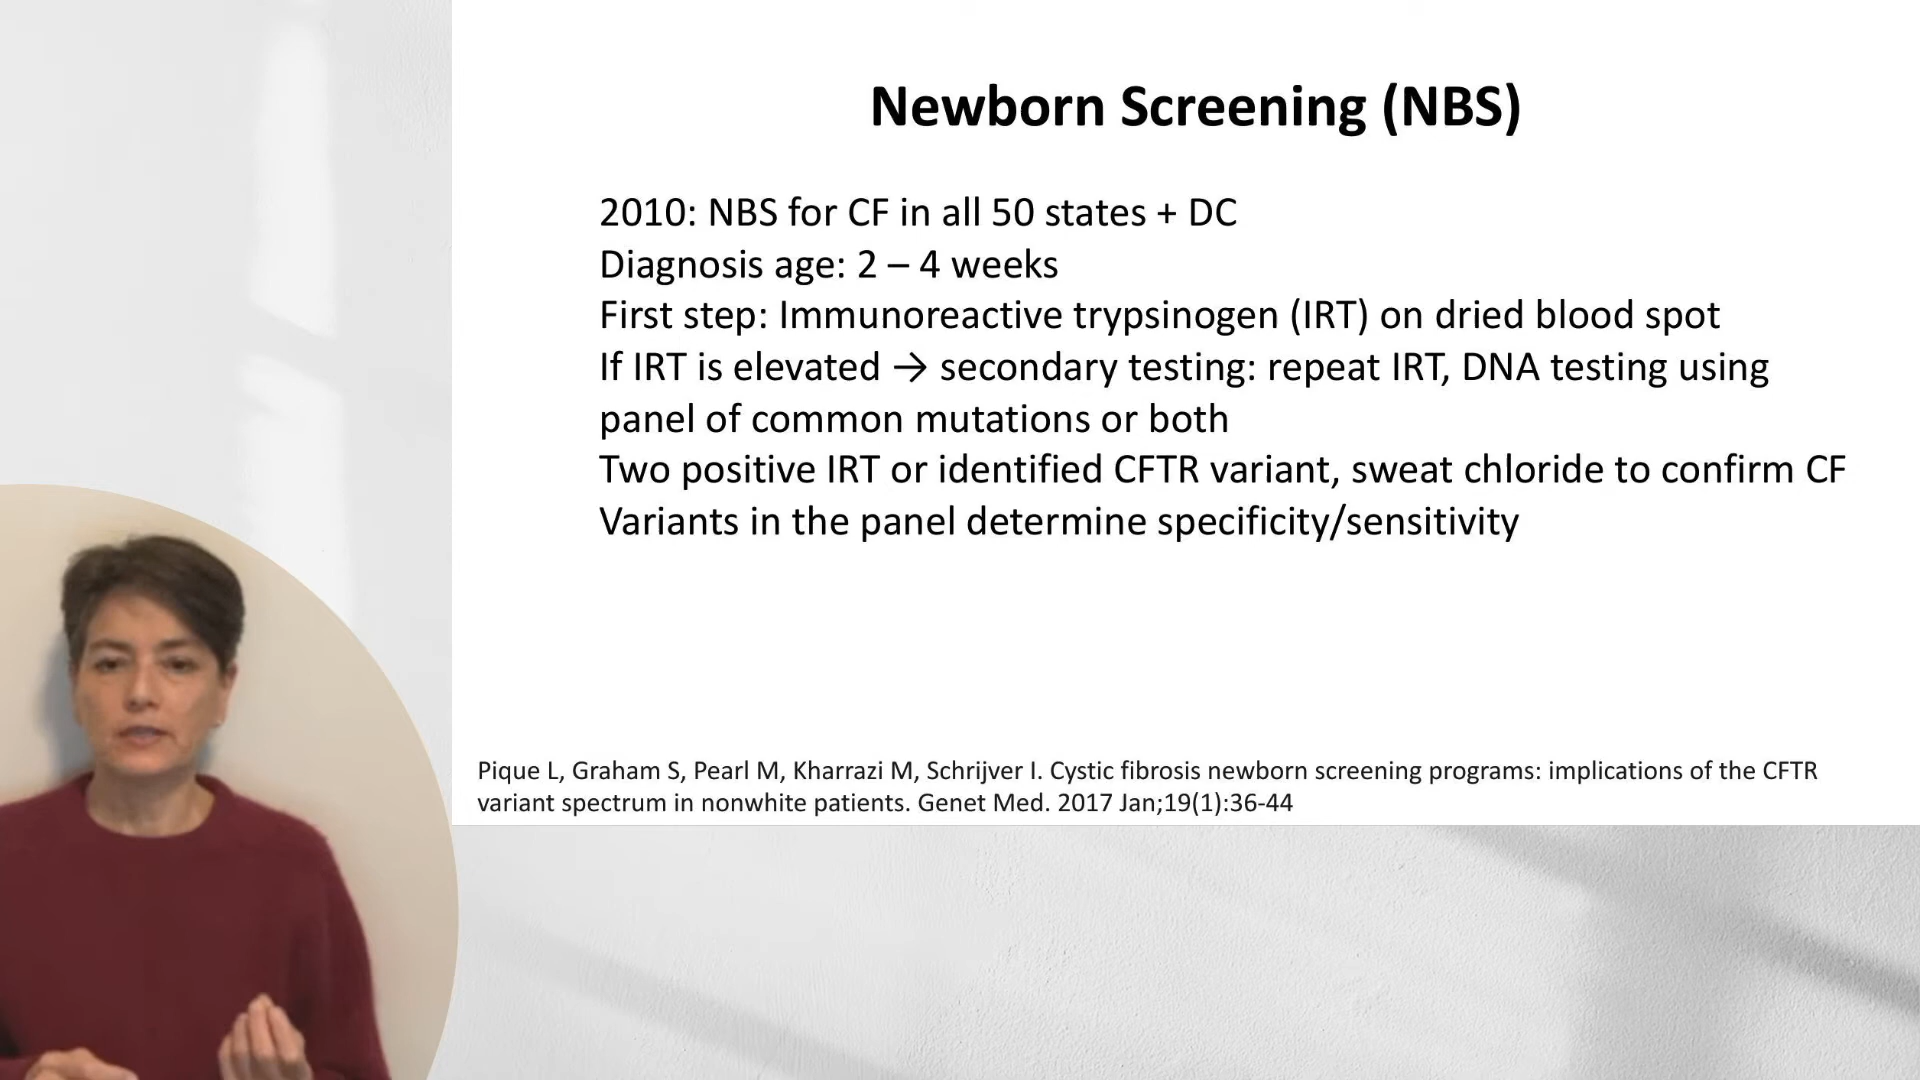 Newborn Screening (NBS)
2010: NBS for CF in all 50 states + DC
Diagnosis age: 2 – 4 weeks
First step: Immunoreactive trypsinogen (IRT) on dried blood spot
If IRT is elevated → secondary testing: repeat IRT, DNA testing using
panel of common mutations or both
Two positive IRT or identified CFTR variant, sweat chloride to confirm CF
Variants in the panel determine specificity/sensitivity
Pique L, Graham S, Pearl M, Kharrazi M, Schrijver I. Cystic fibrosis newborn screening programs: implications of the CFTR
variant spectrum in nonwhite patients. Genet Med. 2017 Jan;19(1):36-44